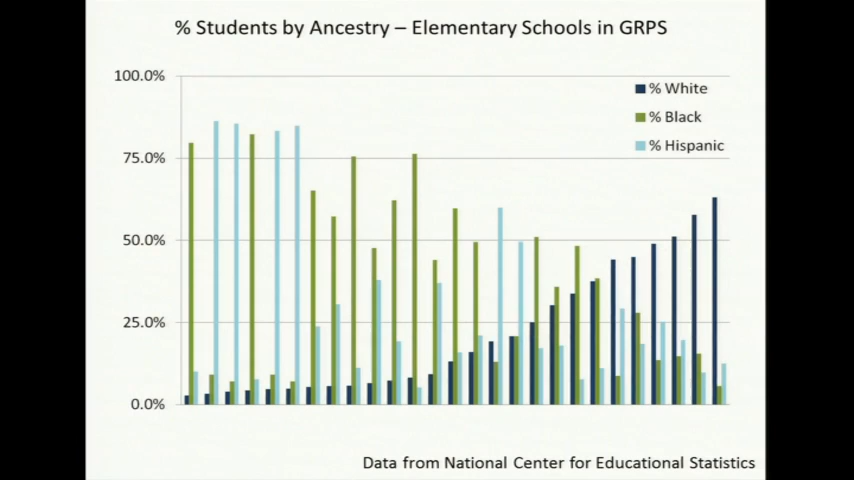 % Students by Ancestry – Elementary Schools in GRPS
100.0%
% White
% Black
% Hispanic
75.0%
50.0%
25.0%
0.0%
Data from National Center for Educational Statistics